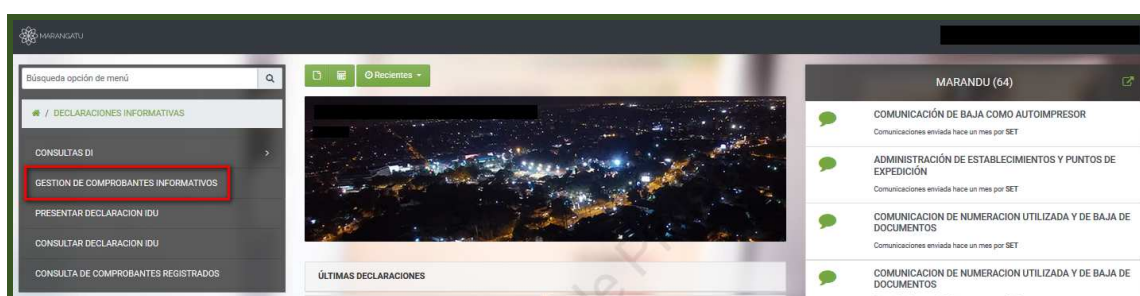 MARANGATU
Búsqueda opción de menú
/ DECLARACIONES INFORMATIVAS
CONSULTAS DI
GESTION DE COMPROBANTES INFORMATIVOS
PRESENTAR DECLARACION IDU
CONSULTAR DECLARACION IDU
CONSULTA DE COMPROBANTES REGISTRADOS
Recientes
ÚLTIMAS DECLARACIONES
MARANDU (64)
COMUNICACIÓN DE BAJA COMO AUTOIMPRESOR
Comunicaciones enviada hace un mes por SET
ADMINISTRACIÓN DE ESTABLECIMIENTOS Y PUNTOS DE
EXPEDICIÓN
Comunicaciones enviada hace un mes por SET
COMUNICACION DE NUMERACION UTILIZADA Y DE BAJA DE
DOCUMENTOS
Comunicaciones enviada hace un mes por SET
COMUNICACION DE NUMERACION UTILIZADA Y DE BAJA DE
DOCUMENTOS